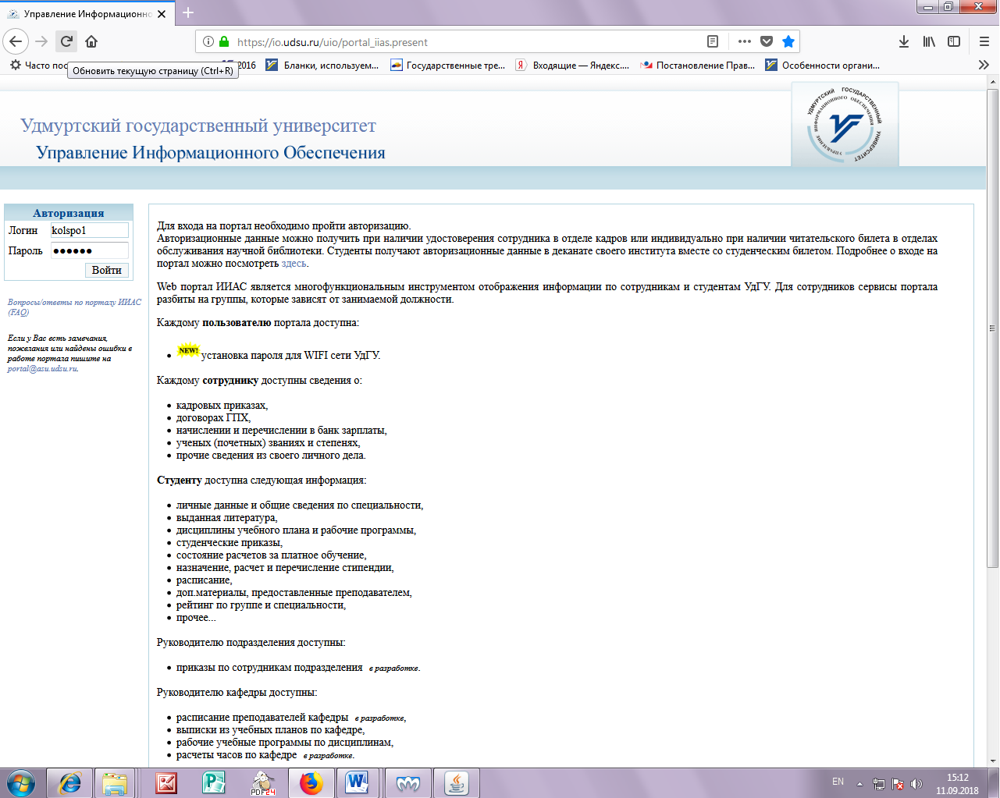 Управление Информационно
https://io.udsu.ru/uio/portal_iias.present
Часто пос
2016
Бланки, используем...
Государственные тре...
Входящие — Яндекс....
Постановление Прав...
Особенности органи...
Обновить текущую страницу (Ctrl+R)
Удмуртский государственный университет
Управление Информационного Обеспечения
УДМУРТСКИЙ ГОСУДАРСТВЕННЫЙ УНИВЕРСИТЕТ
УПРАВЛЕНИЕ ИНФОРМАЦИОННОГО ОБЕСПЕЧЕНИЯ
Авторизация
Логин kolspo1
Пароль ●●●●●●
Войти
Вопросы/ответы по порталу ИИАС
(FAQ)
Если у Вас есть замечания,
пожелания или найдены ошибки в
работе портала пишите на
portal@asu.udsu.ru.
Для входа на портал необходимо пройти авторизацию.
Авторизационные данные можно получить при наличии удостоверения сотрудника в отделе кадров или индивидуально при наличии читательского билета в отделах
обслуживания научной библиотеки. Студенты получают авторизационные данные в деканате своего института вместе со студенческим билетом. Подробнее о входе на
портал можно посмотреть здесь.
Web портал ИИАС является многофункциональным инструментом отображения информации по сотрудникам и студентам УдГУ. Для сотрудников сервисы портала
разбиты на группы, которые зависят от занимаемой должности.
Каждому пользователю портала доступна:
• NEW! установка пароля для WIFI сети УдГУ.
Каждому сотруднику доступны сведения о:
• кадровых приказах,
• договорах ГПХ,
• начислении и перечислении в банк зарплаты,
• ученых (почетных) званиях и степенях,
• прочие сведения из своего личного дела.
Студенту доступна следующая информация:
• личные данные и общие сведения по специальности,
• выданная литература,
• дисциплины учебного плана и рабочие программы,
• студенческие приказы,
• состояние расчетов за платное обучение,
• назначение, расчет и перечисление стипендии,
• расписание,
• доп.материалы, предоставленные преподавателем,
• рейтинг по группе и специальности,
• прочее...
Руководителю подразделения доступны:
• приказы по сотрудникам подразделения в разработке.
Руководителю кафедры доступны:
• расписание преподавателей кафедры в разработке,
• выписки из учебных планов по кафедре,
• рабочие учебные программы по дисциплинам,
• расчеты часов по кафедре в разработке.
PDF24
EN
15:12
11.09.2018